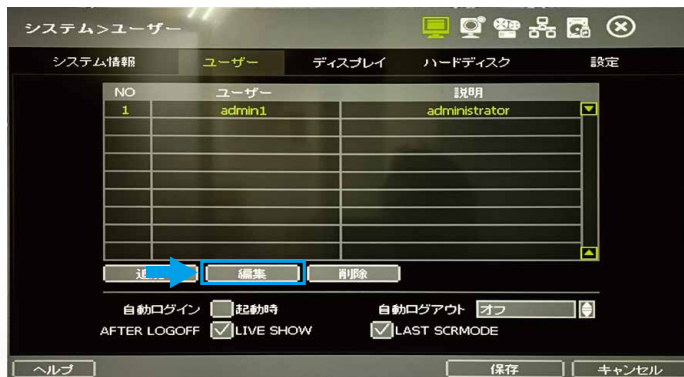 システム>ユーザー
システム情報 ユーザー ディスプレイ ハードディスク 設定
NO ユーザー 説明
1 admin1 administrator
編集 削除
自動ログイン 起動時 自動ログアウト オフ
AFTER LOGOFF LIVE SHOW LAST SCRMODE
ヘルプ 保存 キャンセル